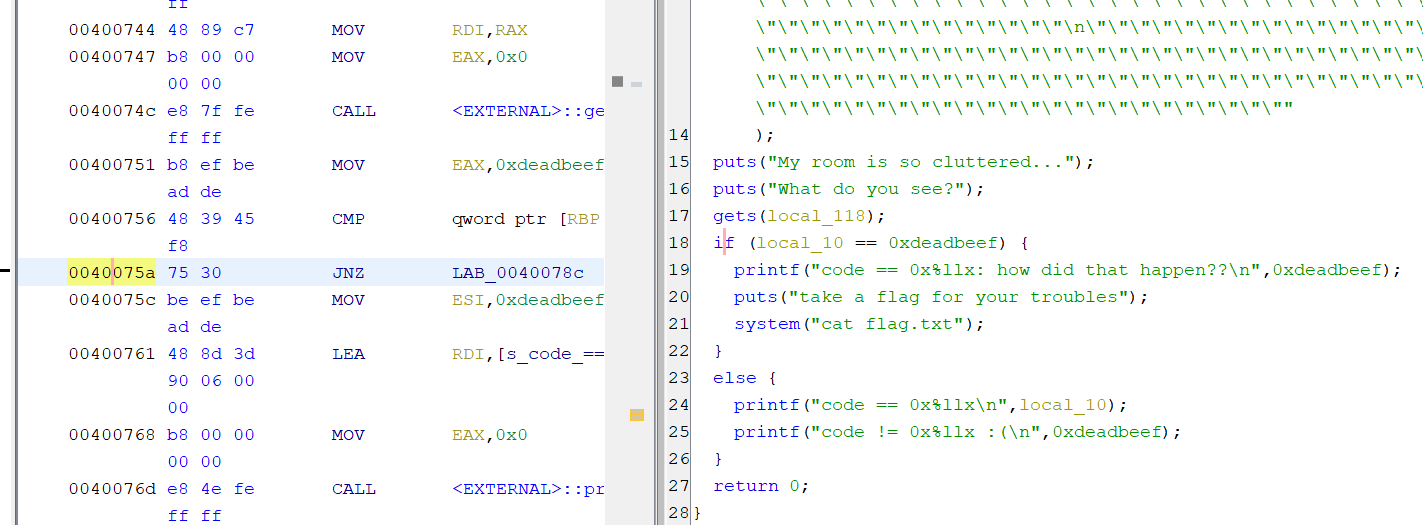 ff
00400744 48 89 c7 MOV RDI,RAX
00400747 b8 00 00 MOV EAX,0x0
00 00
0040074c e8 7f fe CALL <EXTERNAL>::ge
ff ff
00400751 b8 ef be MOV EAX,0xdeadbeef
ad de
00400756 48 39 45 CMP qword ptr [RBP
f8
0040075a 75 30 JNZ LAB_0040078c
0040075c be ef be MOV ESI,0xdeadbeef
ad de
00400761 48 8d 3d LEA RDI,[s_code_==
90 06 00
00
00400768 b8 00 00 MOV EAX,0x0
00 00
0040076d e8 4e fe CALL <EXTERNAL>::pr
ff ff
14 );
15 puts("My room is so cluttered...");
16 puts("What do you see?");
17 gets(local_118);
18 if (local_10 == 0xdeadbeef) {
19 printf("code == 0x%llx: how did that happen??\n",0xdeadbeef);
20 puts("take a flag for your troubles");
21 system("cat flag.txt");
22 }
23 else {
24 printf("code == 0x%llx\n",local_10);
25 printf("code != 0x%llx :(\n",0xdeadbeef);
26 }
27 return 0;
28 }